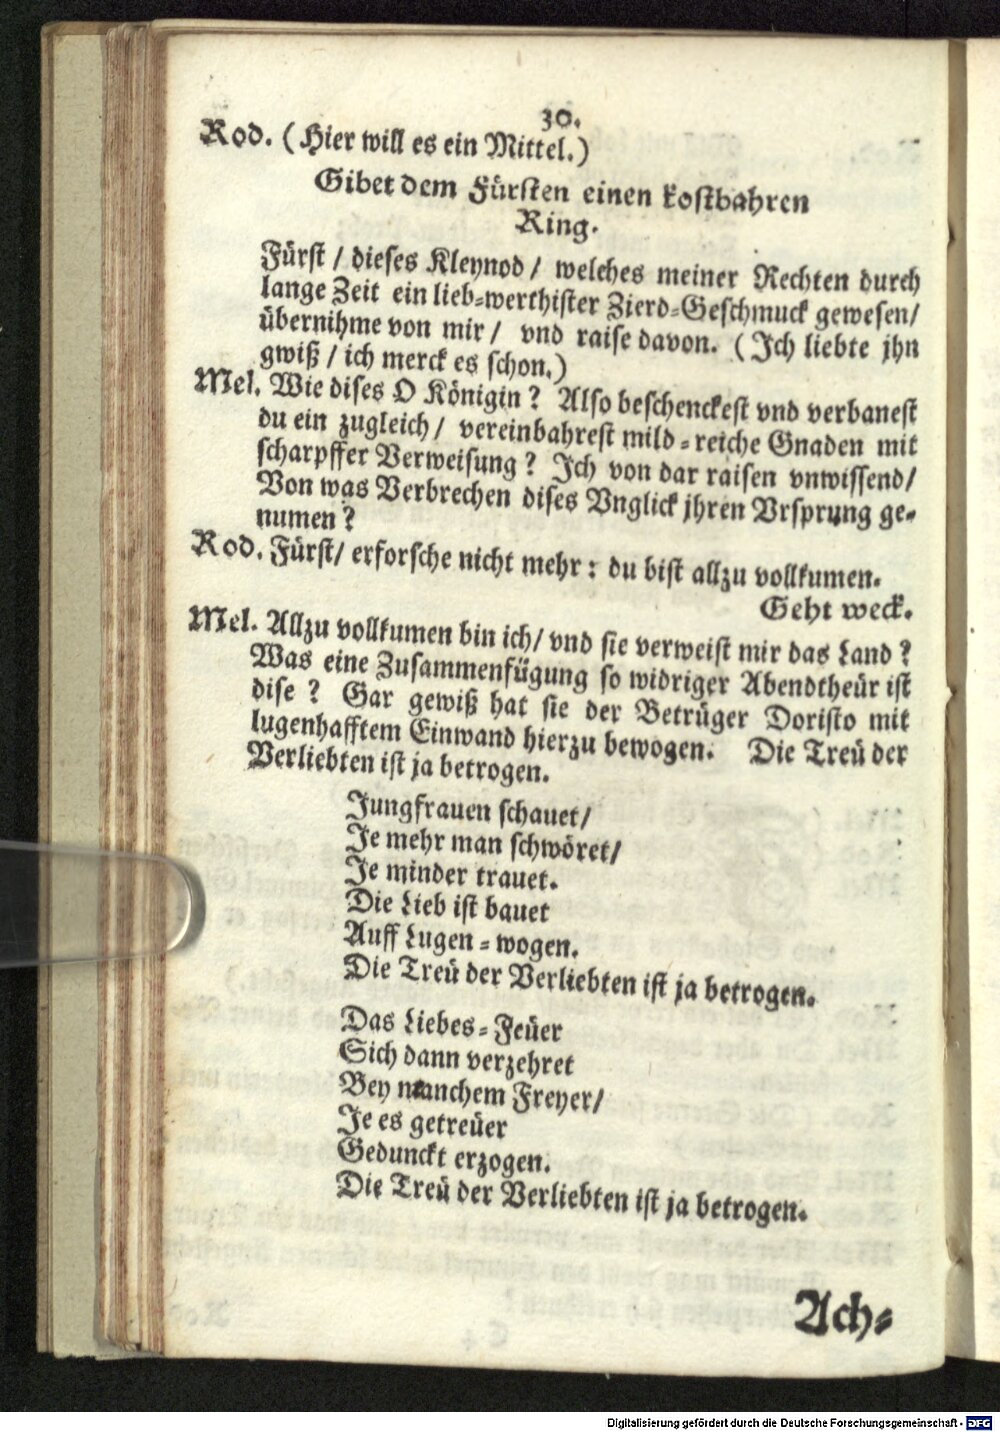 30.
Rod. (Hier will es ein Mittel.)
Gibet dem Fürsten einen kostbahren
Ring.
Fürst / dieses Kleynod / welches meiner Rechten durch
lange Zeit ein lieb=werthister Zierd=Geschmuck gewesen/
übernihme von mir / vnd raise davon. (Ich liebte jhn
gwiß / ich merck es schon.)
Mel. Wie dises O Königin? Also beschenckest vnd verbanest
du ein zugleich/ vereinbahrest mild=reiche Gnaden mit
scharpffer Verweisung? Ich von dar raisen vnwissend/
Von was Verbrechen dises Vnglick jhren Vrsprung ge=
numen?
Rod. Fürst/ erforsche nicht mehr: du bist allzu vollkumen.
Geht weck.
Mel. Allzu vollkumen bin ich/ vnd sie verweist mir das Land?
Was eine Zusammenfügung so widriger Abendtheür ist
dise? Gar gewiß hat sie der Betrüger Doristo mit
lugenhafftem Einwand hierzu bewogen. Die Treü der
Verliebten ist ja betrogen.
Jungfrauen schauet/
Je mehr man schwöret/
Je minder trauet.
Die Lieb ist bauet
Auff Lugen=wogen.
Die Treü der Verliebten ist ja betrogen.
Das Liebes=Feüer
Sich dann verzehret
Bey manchem Freyer/
Je es getreüer
Gedunckt erzogen.
Die Treü der Verliebten ist ja betrogen.
Ach=
Digitalisierung gefördert durch die Deutsche Forschungsgemeinschaft - DFG